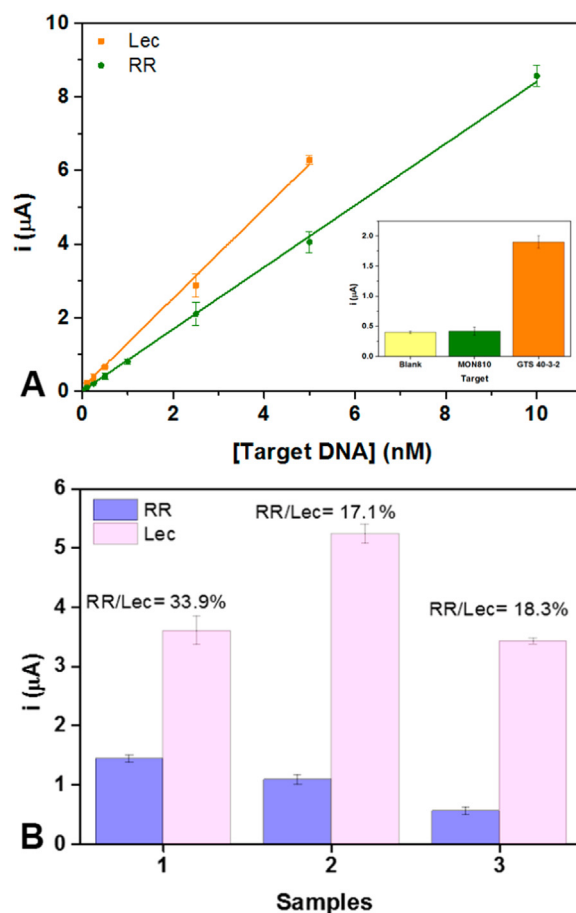 10
8
6
4
2
0
i (µA)
Lec
RR
2.0
1.5
1.0
0.5
0.0
i (µA)
Blank
MON810
GTS 40-3-2
Target
0
2
4
6
8
10
[Target DNA] (nM)
A
6
5
4
3
2
1
0
i (µA)
RR
Lec
RR/Lec= 33.9%
RR/Lec= 17.1%
RR/Lec= 18.3%
1
2
3
Samples
B